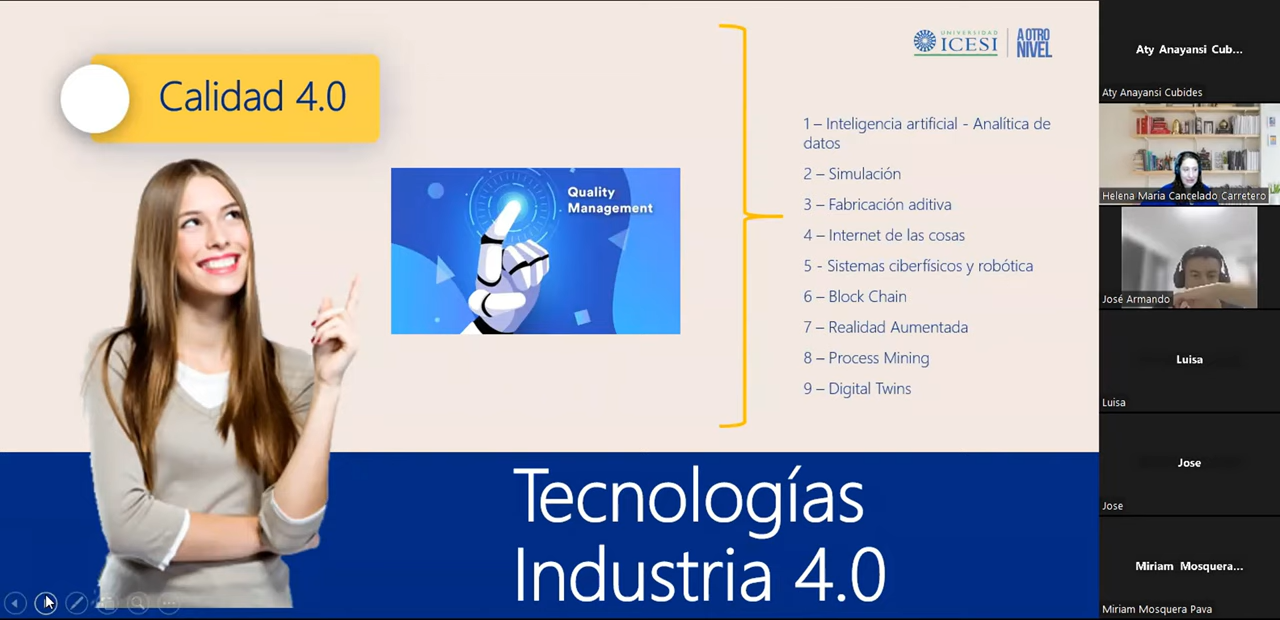 Calidad 4.0
Quality
Management
UNIVERSIDAD
ICESI
A OTRO
NIVEL
1 – Inteligencia artificial - Analítica de
datos
2 – Simulación
3 – Fabricación aditiva
4 – Internet de las cosas
5 - Sistemas ciberfísicos y robótica
6 – Block Chain
7 – Realidad Aumentada
8 – Process Mining
9 – Digital Twins
Tecnologías
Industria 4.0
Aty Anayansi Cub...
Aty Anayansi Cubides
Helena Maria Cancelado Carretero
José Armando
Luisa
Luisa
Jose
Jose
Miriam Mosquera...
Miriam Mosquera Pava